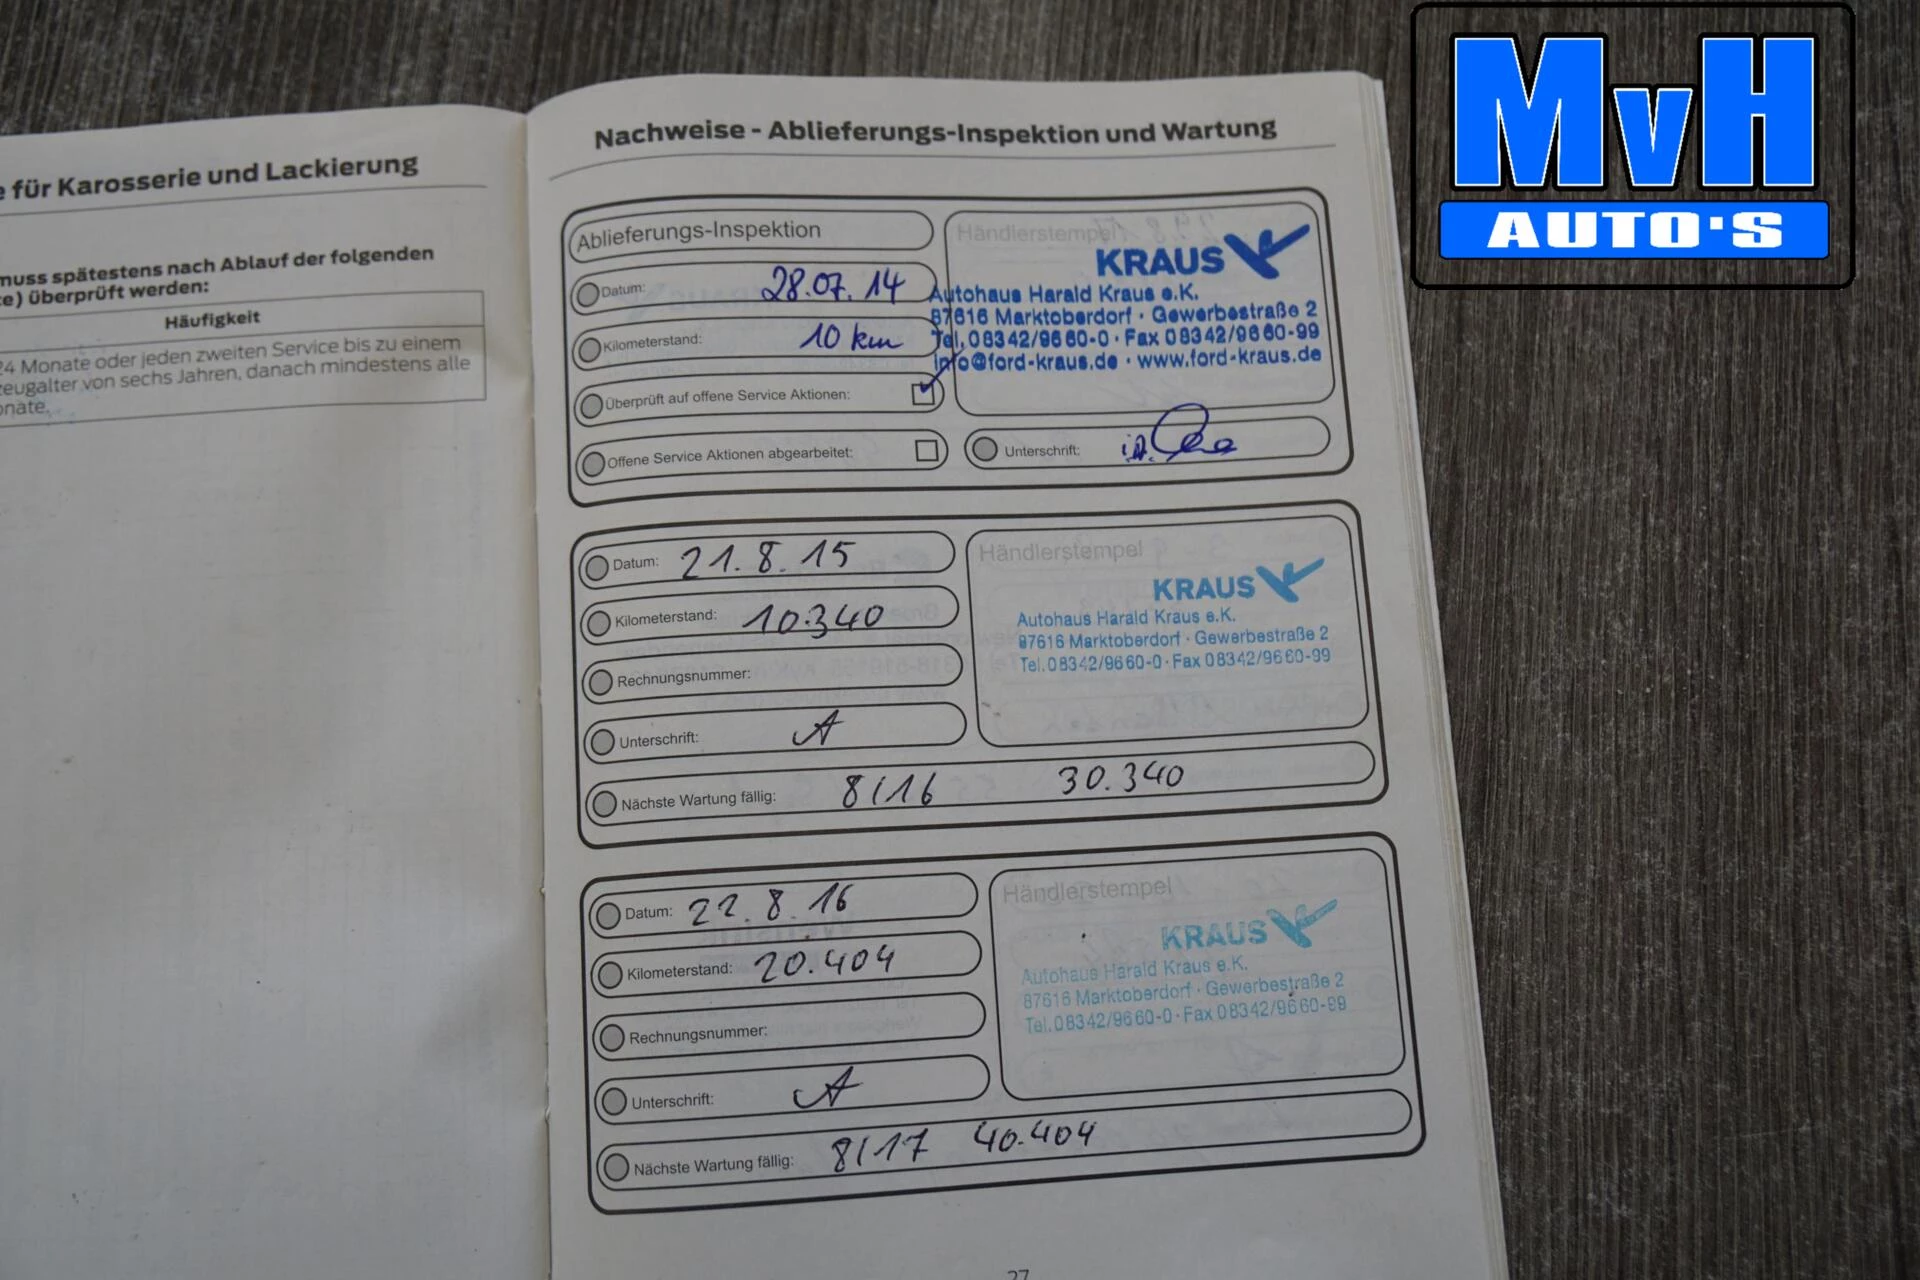 e für Karosserie und Lackierung
muss spätestens nach Ablauf der folgenden
te) überprüft werden:
Häufigkeit
24 Monate oder jeden zweiten Service bis zu einem
zeugalter von sechs Jahren, danach mindestens alle
onate.
Nachweise - Ablieferungs-Inspektion und Wartung
Ablieferungs-Inspektion
Datum: 28.07.14
Kilometerstand: 10 km
Überprüft auf offene Service Aktionen:
Offene Service Aktionen abgearbeitet:
Händlerstempel
KRAUS
Autohaus Harald Kraus e.K.
87616 Marktoberdorf · Gewerbestraße 2
Tel. 08342/9660-0 · Fax 08342/9660-99
info@ford-kraus.de · www.ford-kraus.de
Unterschrift:
Datum: 21.8.15
Kilometerstand: 10.340
Rechnungsnummer:
Unterschrift:
Händlerstempel
KRAUS
Autohaus Harald Kraus e.K.
87616 Marktoberdorf · Gewerbestraße 2
Tel. 08342/9660-0 · Fax 08342/9660-99
Nächste Wartung fällig: 8/16 30.340
Datum: 22.8.16
Kilometerstand: 20.404
Rechnungsnummer:
Unterschrift:
Händlerstempel
KRAUS
Autohaus Harald Kraus e.K.
87616 Marktoberdorf · Gewerbestraße 2
Tel. 08342/9660-0 · Fax 08342/9660-99
Nächste Wartung fällig: 8/17 40.404
MvH
AUTO'S